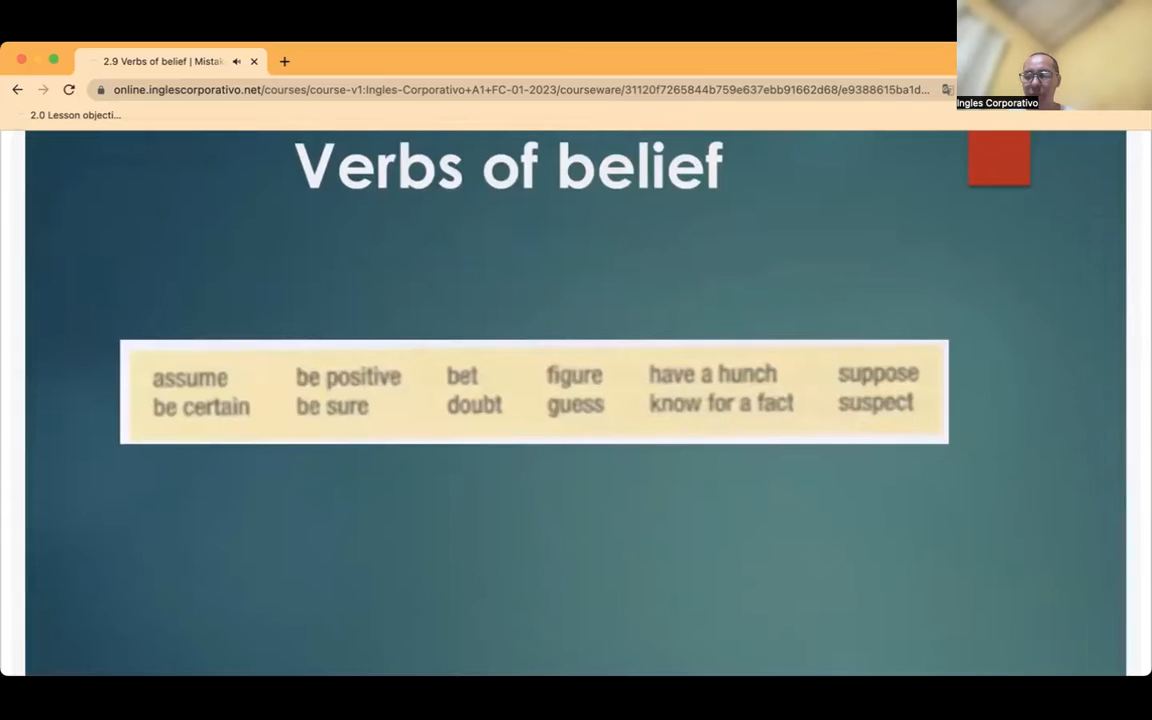 2.9 Verbs of belief | Mistak
online.inglescorporativo.net/courses/course-v1:Ingles-Corporativo+A1+FC-01-2023/courseware/31120f7265844b759e637ebb91662d68/e9388615ba1d...
Ingles Corporativo
2.0 Lesson objecti...
Verbs of belief
assume be positive bet figure have a hunch suppose
be certain be sure doubt guess know for a fact suspect